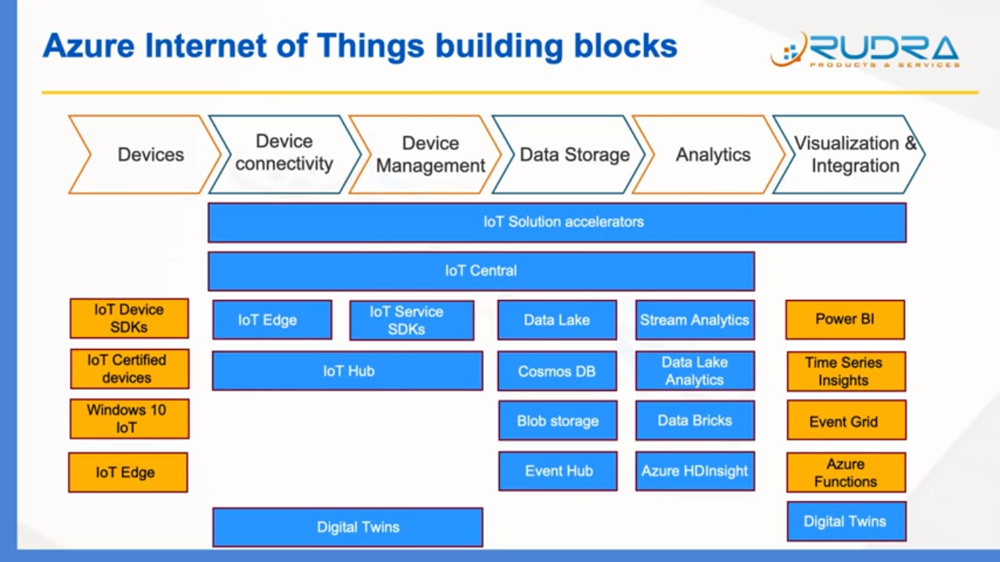 Azure Internet of Things building blocks
RUDRA
PRODUCTS & SERVICES
Devices
Device
connectivity
Device
Management
Data Storage
Analytics
Visualization &
Integration
IoT Solution accelerators
IoT Central
IoT Device
SDKs
IoT Edge
IoT Service
SDKs
Data Lake
Stream Analytics
Power BI
IoT Certified
devices
IoT Hub
Cosmos DB
Data Lake
Analytics
Time Series
Insights
Windows 10
IoT
Blob storage
Data Bricks
Event Grid
IoT Edge
Event Hub
Azure HDInsight
Azure
Functions
Digital Twins
Digital Twins